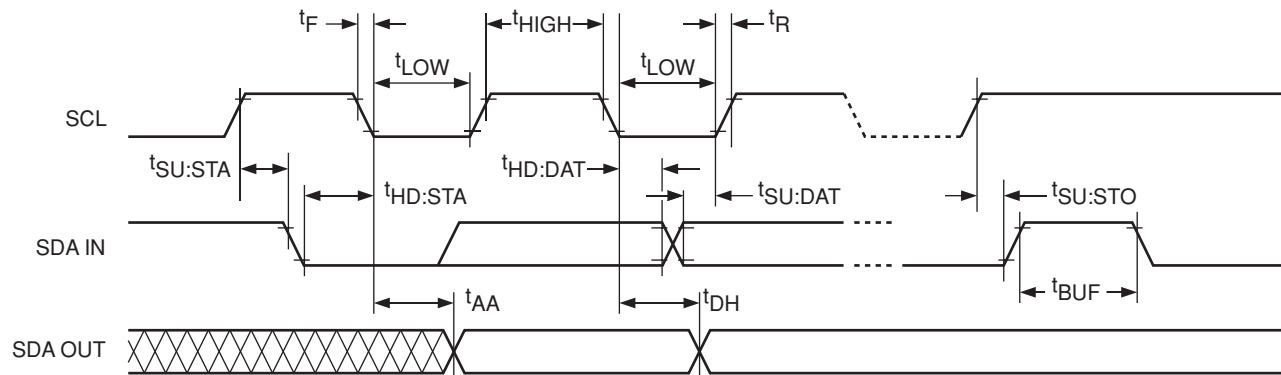 tF tHIGH tR
tLOW tLOW
SCL
tSU:STA tHD:STA tHD:DAT tSU:DAT tSU:STO
SDA IN
tBUF
tAA tDH
SDA OUT